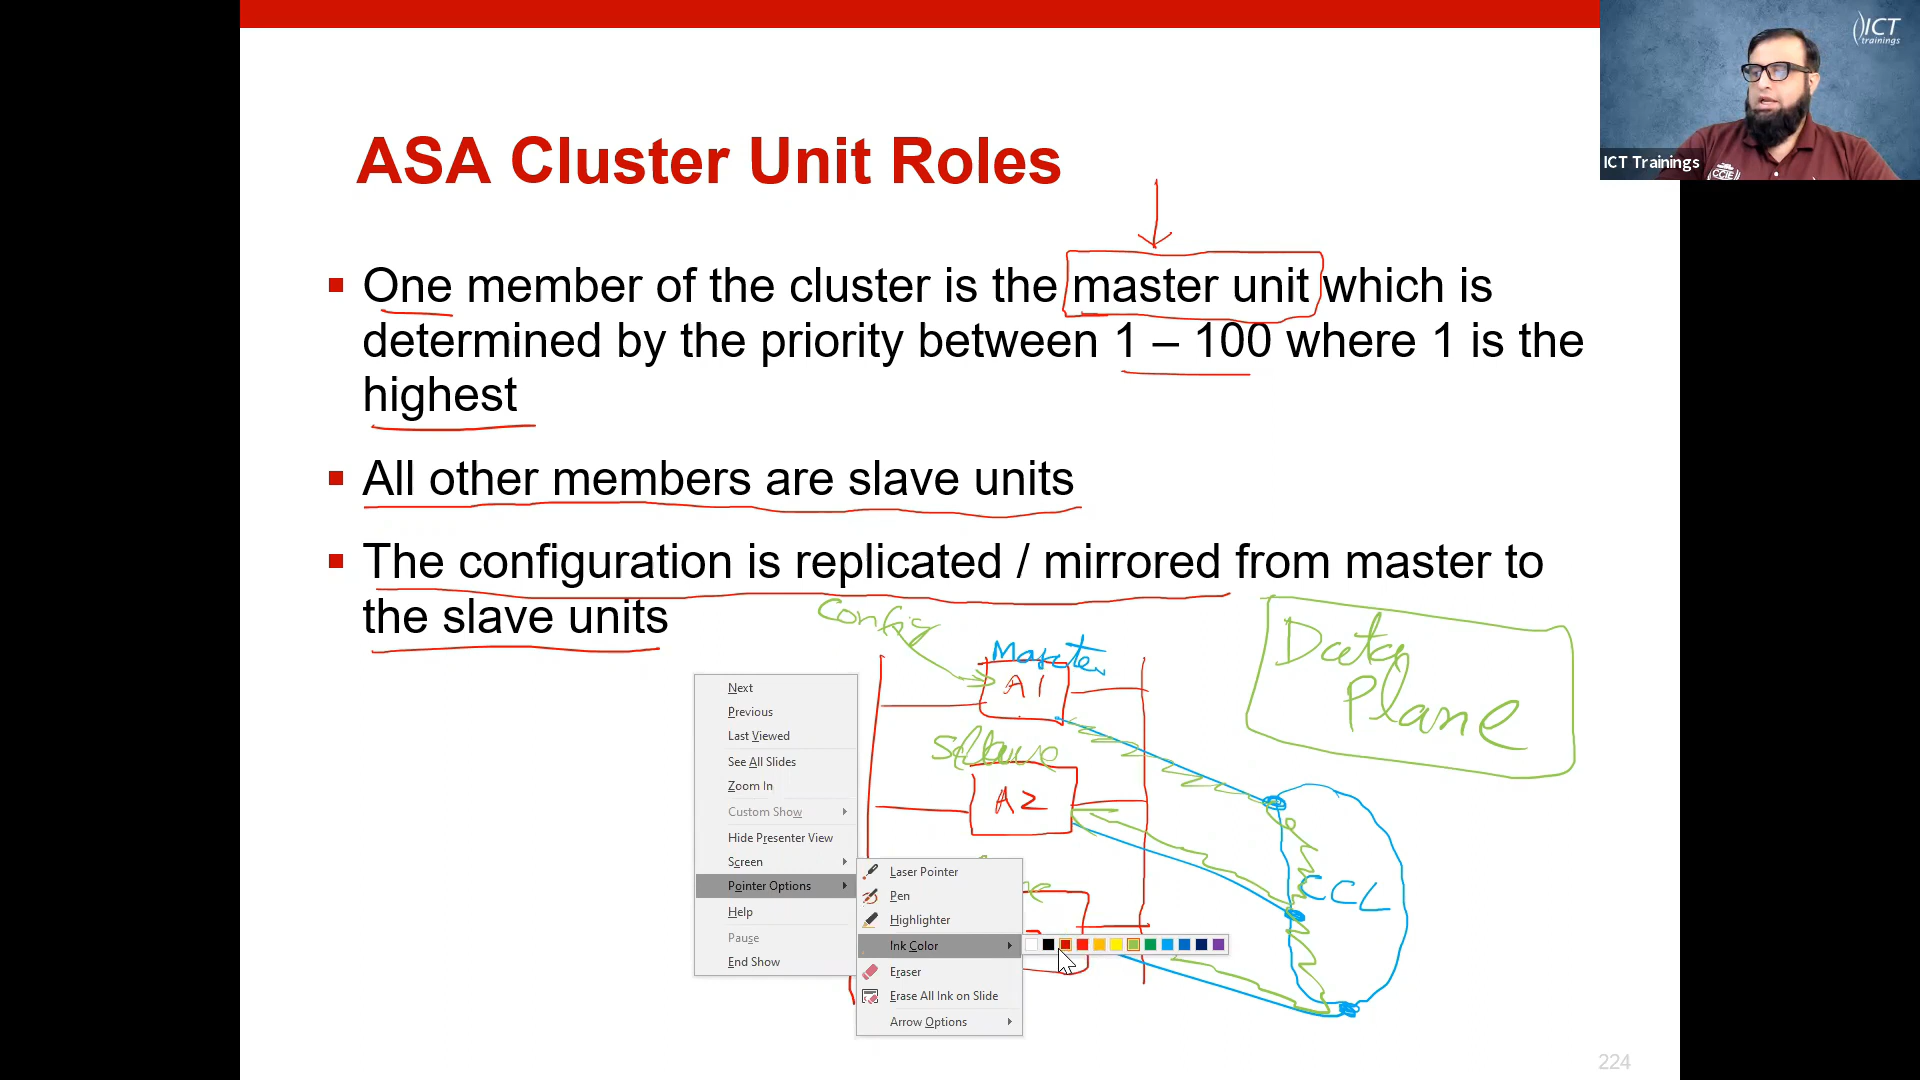 ICT
trainings
CCIE
ICT Trainings
ASA Cluster Unit Roles
One member of the cluster is the master unit which is
determined by the priority between 1 – 100 where 1 is the
highest
All other members are slave units
The configuration is replicated / mirrored from master to
the slave units
Config
Master
A1
Data
Plane
A2
CCL
Next
Previous
Last Viewed
See All Slides
Zoom In
Custom Show
Hide Presenter View
Screen
Pointer Options
Help
Pause
End Show
Laser Pointer
Pen
Highlighter
Ink Color
Eraser
Erase All Ink on Slide
Arrow Options
224